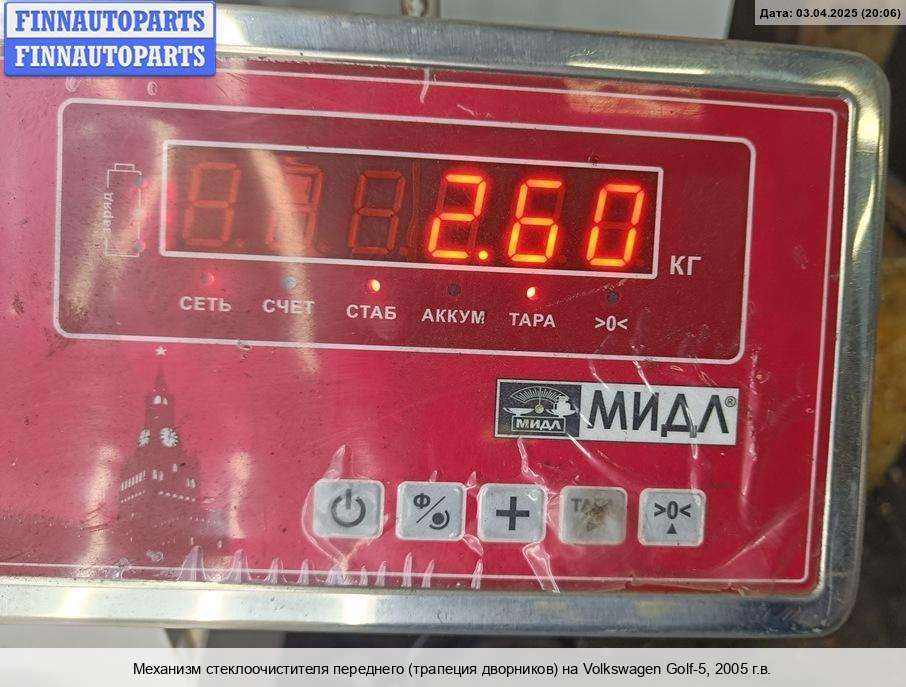 FINNAUTOPARTS
FINNAUTOPARTS
Дата: 03.04.2025 (20:06)
заряд
2.60
КГ
СЕТЬ СЧЕТ СТАБ АККУМ ТАРА >0<
МИДЛ МИДЛ®
Ф/ + ТАРА >0<
Механизм стеклоочистителя переднего (трапеция дворников) на Volkswagen Golf-5, 2005 г.в.